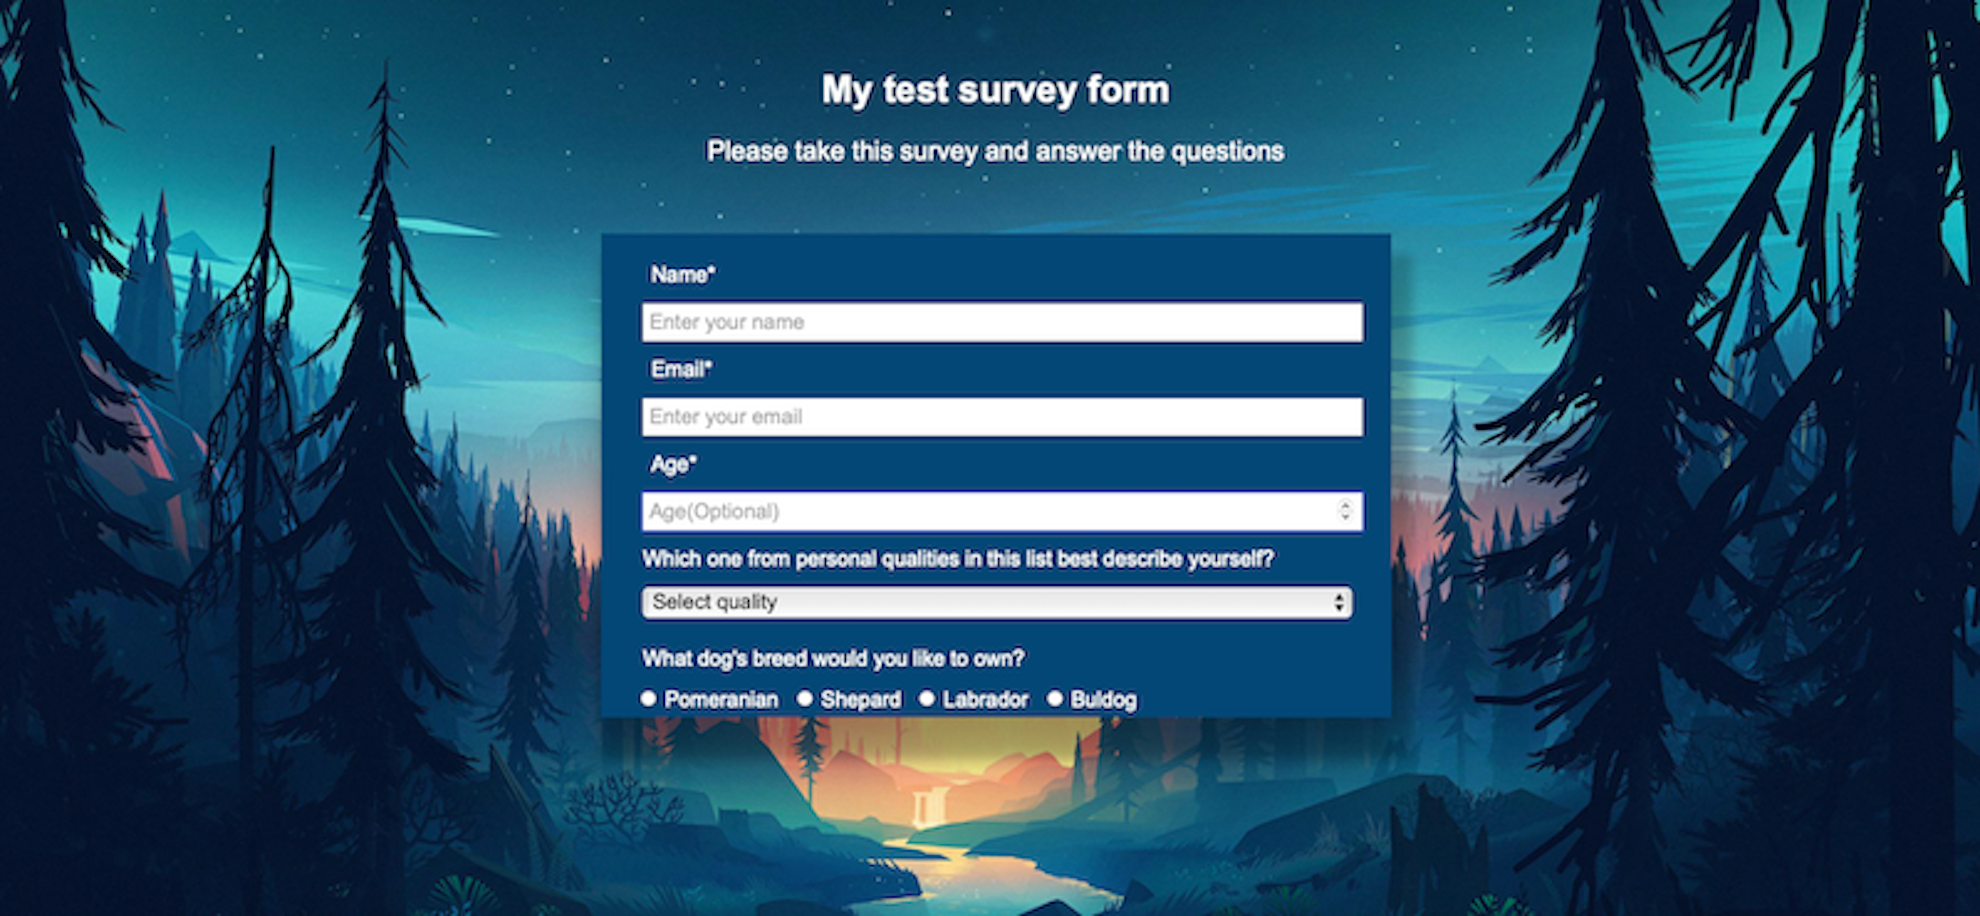 My test survey form
Please take this survey and answer the questions
Name*
Enter your name
Email*
Enter your email
Age*
Age(Optional)
Which one from personal qualities in this list best describe yourself?
Select quality
What dog's breed would you like to own?
Pomeranian Shepard Labrador Buldog